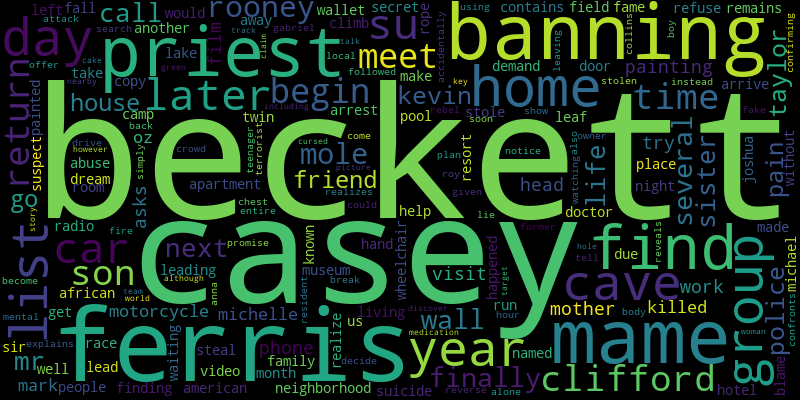 attack left fall call rooney wallet climb secret rope using contains field fame refuse remains
day priest another away would su accidentally banning boy collins leaving
search cake track claim gabriel talk local film meet demand door painting confirming
return suspect painted lake take house copy later begin kevin make followed stole key home arrive taylor
camp twin arrest pool leaf rebel stolen instead time nearby green including soon show fake
go abuse back drive oz terrorist mole cursed come resort try owner several joshua pain
dream simply crowd teenager friend picture head plan notice life watching also sister without
room however asks apartment realizes could roy given place night
beckett
story radio fire chest entire help lie doctor made
list car next promise known hand wheelchair happened due reveals former find hole tell group police michael
son leading although museum break resident visit run target hour cave work confronts
become african motorcycle anna us wall mother body killed woman
mental team get world michelle living realize medication year named mame
sir explains race waiting steal phone discover
mr well lead video family month decide finally clifford blame
mark people finding american neighborhood suicide reverse alone hotel
casey
ferris